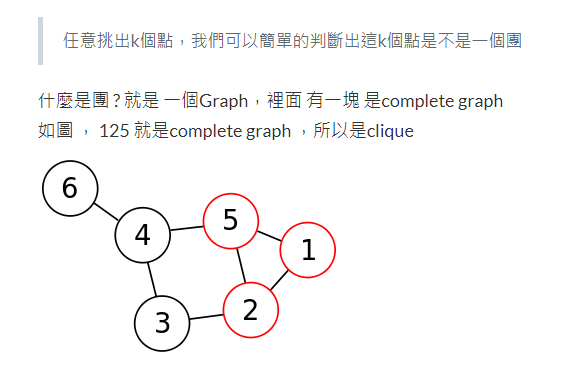 任意挑出k個點，我們可以簡單的判斷出這k個點是不是一個團
什麼是團 ? 就是 一個Graph，裡面 有一塊 是complete graph
如圖 ， 125 就是complete graph ，所以是clique
6
4
5
1
3
2